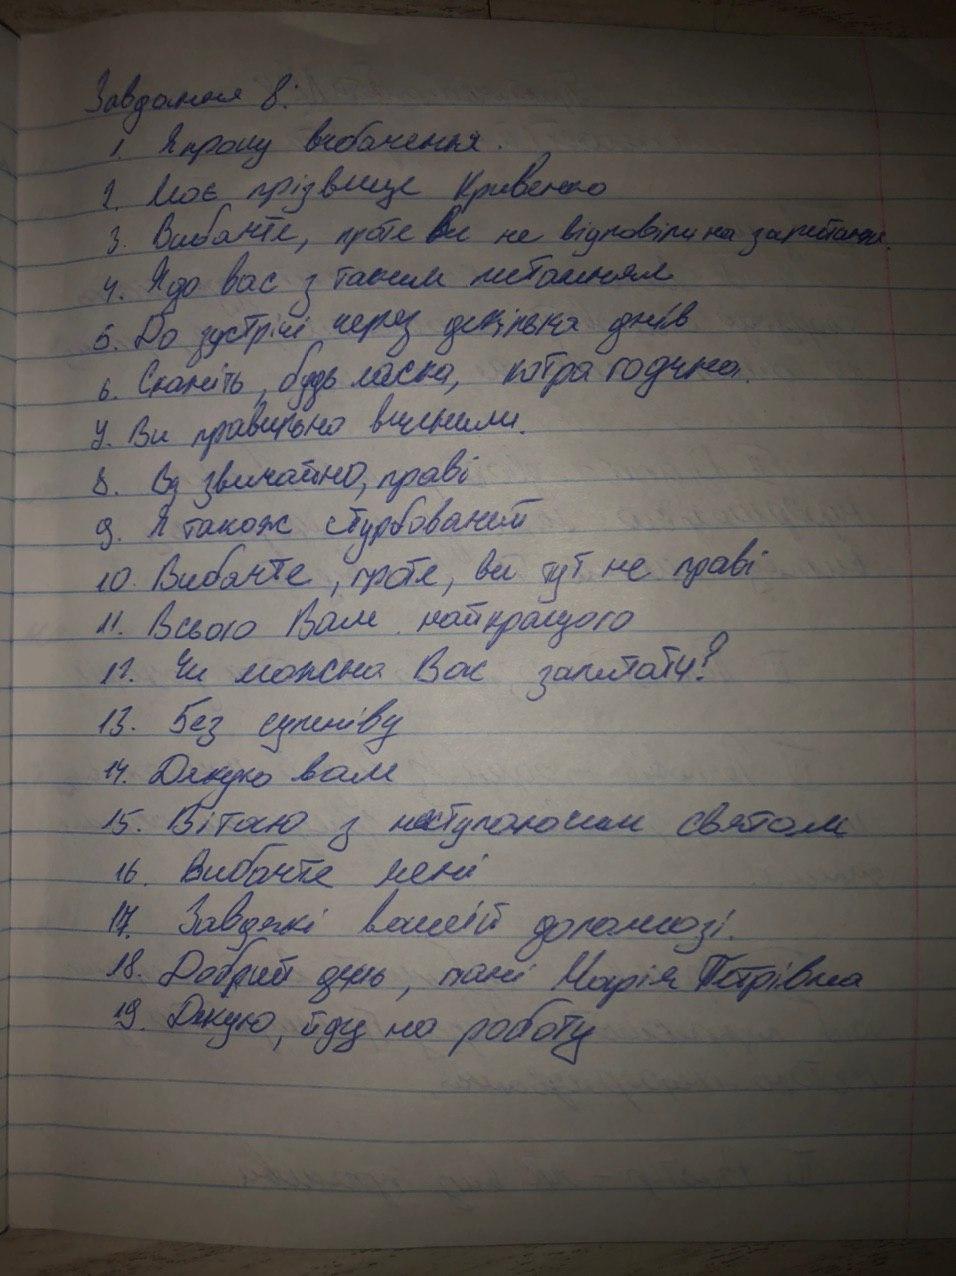 Завдання 8:
1. Я прошу вибачення.
2. Моє прізвище Кривенко
3. Вибачте, проте Ви не відповіли на запитання.
4. Я до вас з таким питанням
5. До зустрічі через декілька днів
6. Скажіть, будь ласка, котра година.
7. Ви правильно вчинили.
8. Ви звичайно, праві
9. Я також стурбований
10. Вибачте, проте, ви тут не праві
11. Всього Вам найкращого
12. Чи можна Вас запитати?
13. Без сумніву
14. Дякую вам
15. Вітаю з наступаючим святом
16. Вибачте мені
17. Завдяки вашій допомозі.
18. Добрий день, пані Марія Петрівна
19. Дякую, йду на роботу